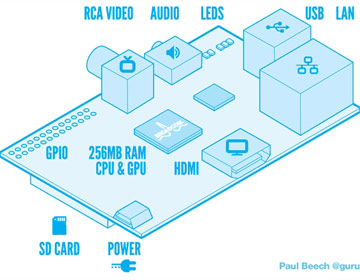 RCA VIDEO
AUDIO
LEDS
USB
LAN
GPIO
256MB RAM
CPU & GPU
HDMI
SD CARD
POWER
Paul Beech @guru